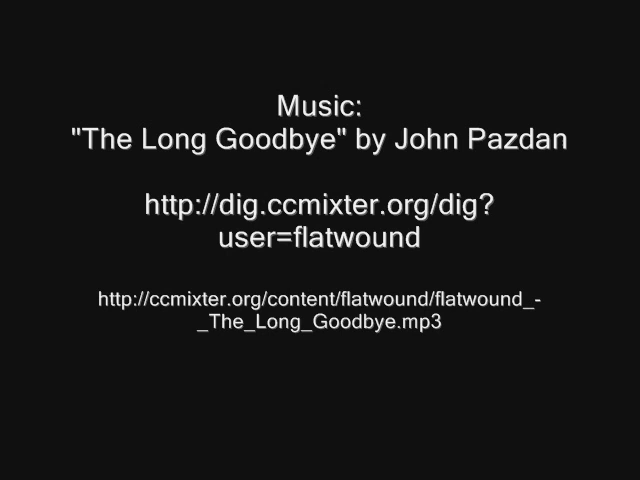 Music:
"The Long Goodbye" by John Pazdan
http://dig.ccmixter.org/dig?
user=flatwound
http://ccmixter.org/content/flatwound/flatwound_-
_The_Long_Goodbye.mp3